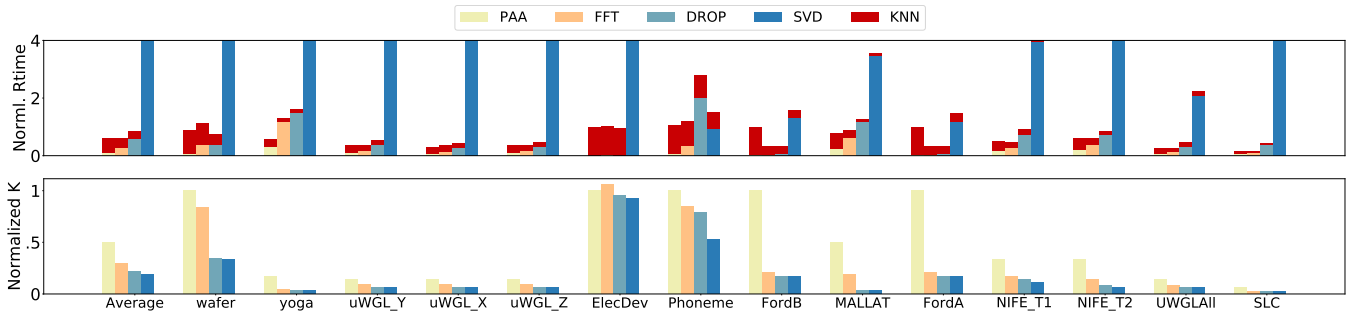 PAA FFT DROP SVD KNN
Norml. Rtime
4
2
0
Normalized K
1
.5
0
Average wafer yoga uWGL_Y uWGL_X uWGL_Z ElecDev Phoneme FordB MALLAT FordA NIFE_T1 NIFE_T2 UWGLAll SLC